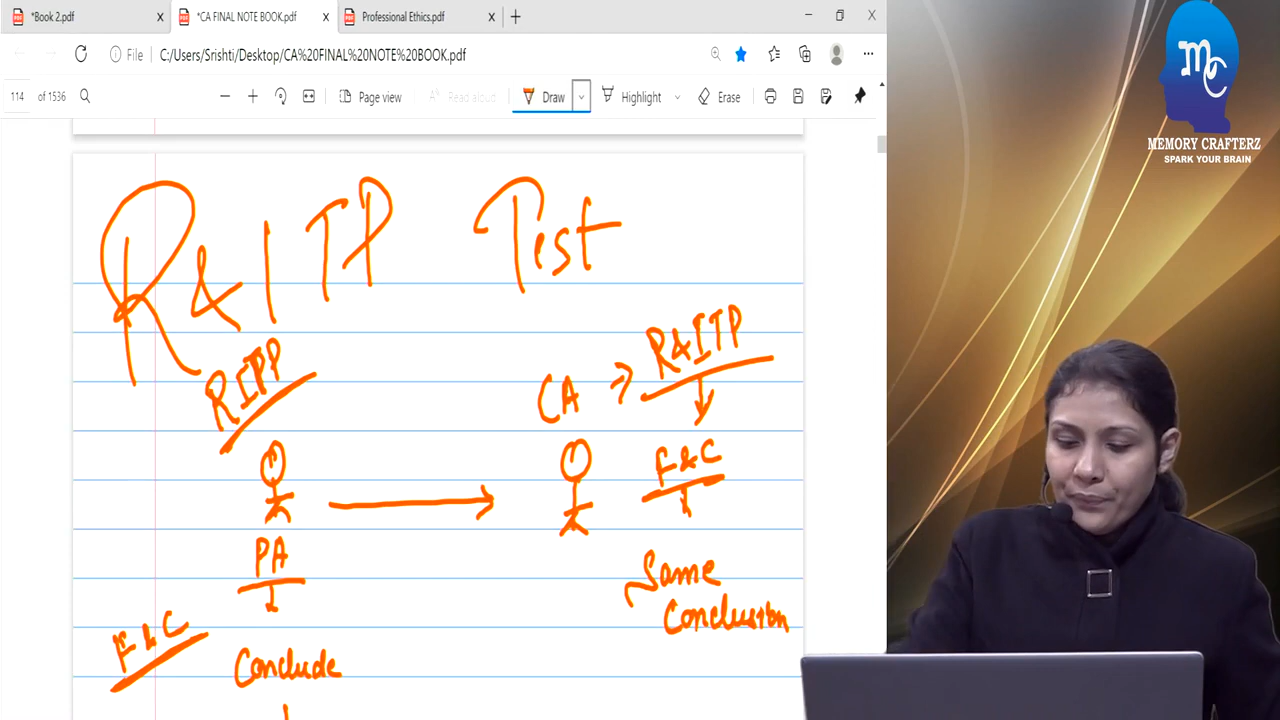 *Book 2.pdf
*CA FINAL NOTE BOOK.pdf
Professional Ethics.pdf
File
C:/Users/Srishti/Desktop/CA%20FINAL%20NOTE%20BOOK.pdf
114 of 1536
Page view
Read aloud
Draw
Highlight
Erase
mc
MEMORY CRAFTERZ
SPARK YOUR BRAIN
R & I TP Test
RIPP
CA => R&ITP
F&C
PA
Same
Conclusion
F&C
Conclude